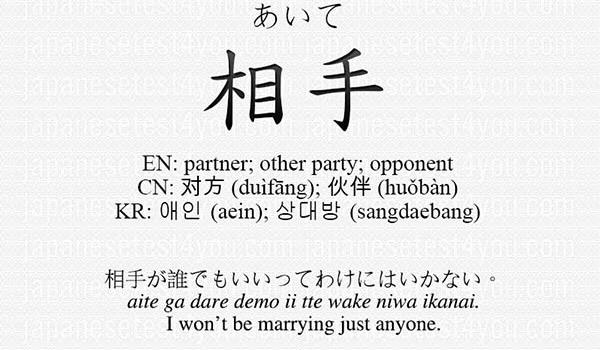 あいて
相手
EN: partner; other party; opponent
CN: 对方 (duìfāng); 伙伴 (huǒbàn)
KR: 애인 (aein); 상대방 (sangdaebang)
相手が誰でもいいってわけにはいかない。
aite ga dare demo ii tte wake niwa ikanai.
I won't be marrying just anyone.
japanesetest4you.com